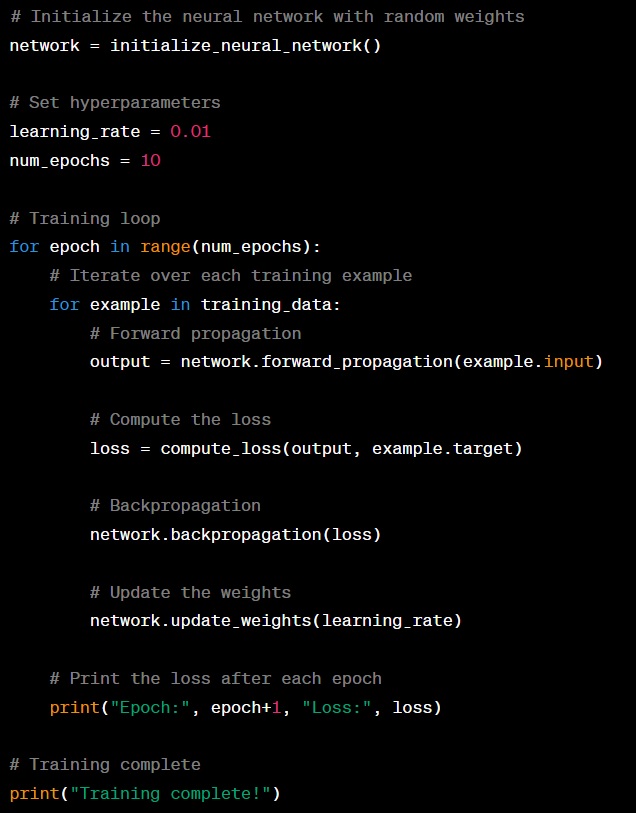 # Initialize the neural network with random weights
network = initialize_neural_network()
# Set hyperparameters
learning_rate = 0.01
num_epochs = 10
# Training loop
for epoch in range(num_epochs):
    # Iterate over each training example
    for example in training_data:
        # Forward propagation
        output = network.forward_propagation(example.input)
        # Compute the loss
        loss = compute_loss(output, example.target)
        # Backpropagation
        network.backpropagation(loss)
        # Update the weights
        network.update_weights(learning_rate)
    # Print the loss after each epoch
    print("Epoch:", epoch+1, "Loss:", loss)
# Training complete
print("Training complete!")